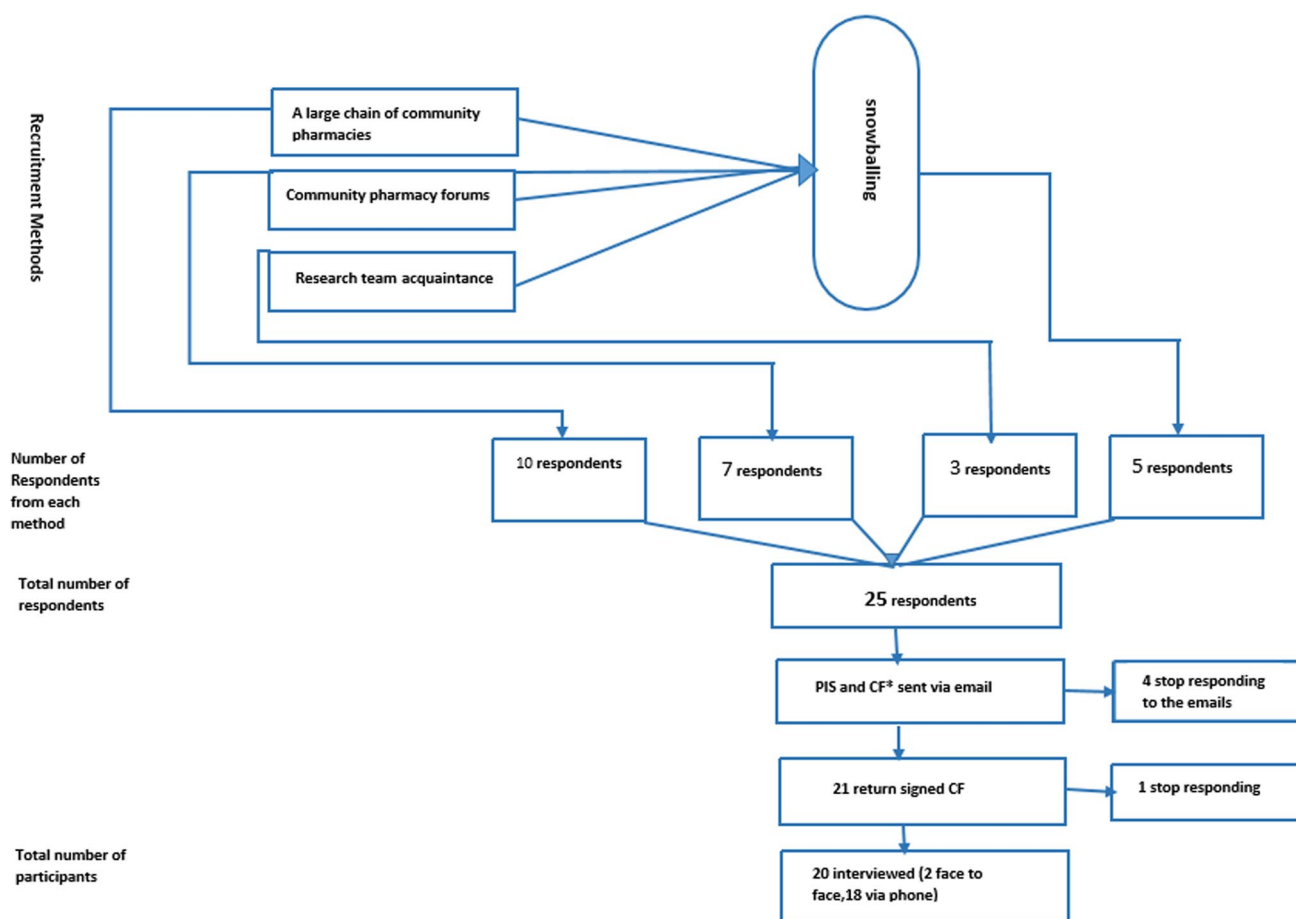 Recruitment Methods
A large chain of community
pharmacies
Community pharmacy forums
Research team acquaintance
snowballing
Number of
Respondents
from each
method
10 respondents
7 respondents
3 respondents
5 respondents
Total number of
respondents
25 respondents
PIS and CF* sent via email
4 stop responding
to the emails
21 return signed CF
1 stop responding
Total number of
participants
20 interviewed (2 face to
face,18 via phone)